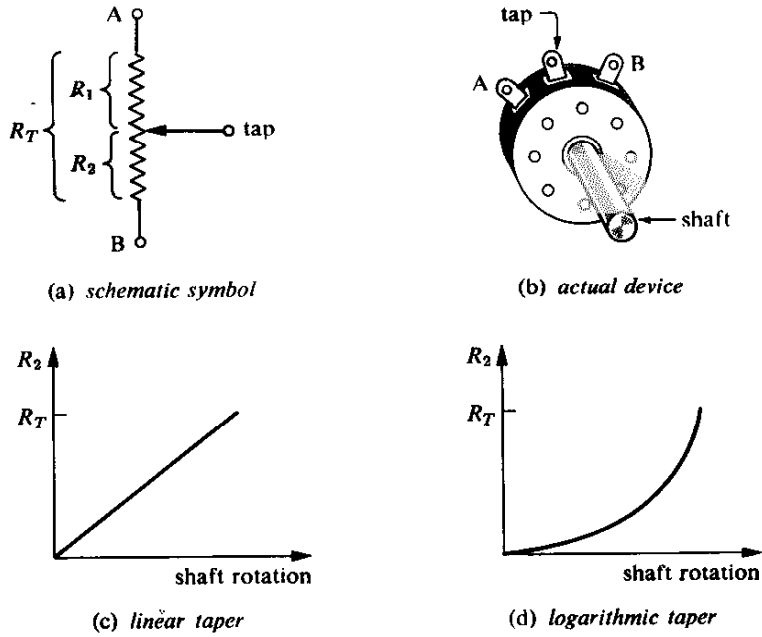 A
R1
RT
R2
tap
B
(a) schematic symbol
tap
A
B
shaft
(b) actual device
R2
RT
shaft rotation
(c) linear taper
R2
RT
shaft rotation
(d) logarithmic taper